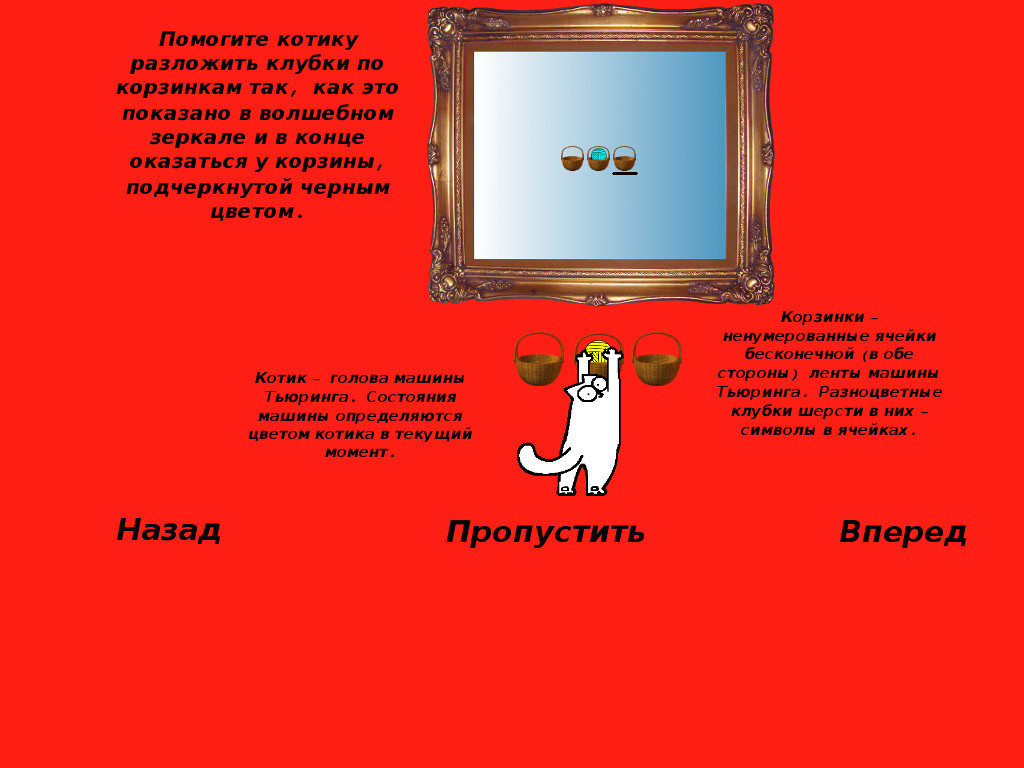 Помогите котику
разложить клубки по
корзинкам так, как это
показано в волшебном
зеркале и в конце
оказаться у корзины,
подчеркнутой черным
цветом.
Корзинки –
ненумерованные ячейки
бесконечной (в обе
стороны) ленты машины
Тьюринга. Разноцветные
клубки шерсти в них –
символы в ячейках.
Котик – голова машины
Тьюринга. Состояния
машины определяются
цветом котика в текущий
момент.
Назад
Пропустить
Вперед